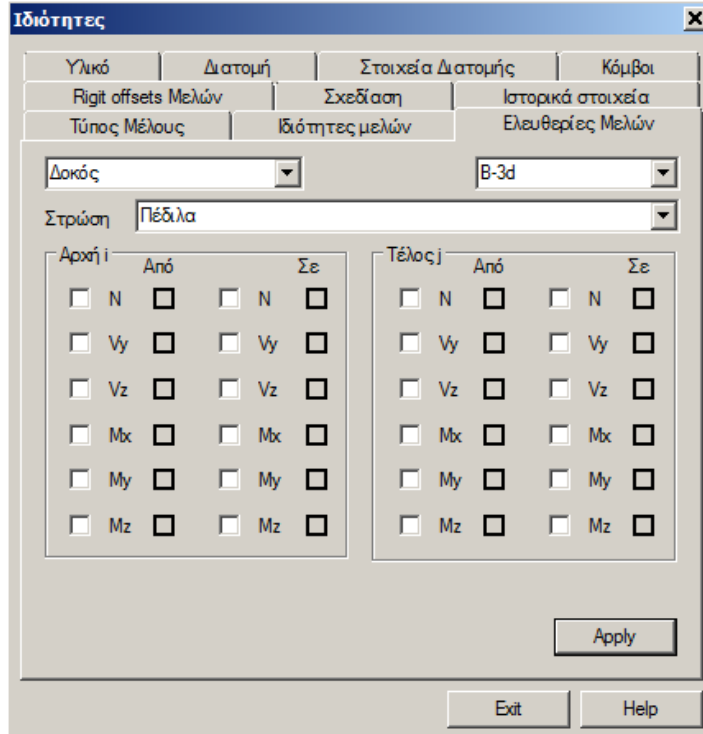 Ιδιότητες
Υλικό Διατομή Στοιχεία Διατομής Κόμβοι
Rigit offsets Μελών Σχεδίαση Ιστορικά στοιχεία
Τύπος Μέλους Ιδιότητες μελών Ελευθερίες Μελών
Δοκός B-3d
Στρώση Πέδιλα
Αρχή i Τέλος j
Από Σε Από Σε
N N N N
Vy Vy Vy Vy
Vz Vz Vz Vz
Mx Mx Mx Mx
My My My My
Mz Mz Mz Mz
Apply
Exit Help